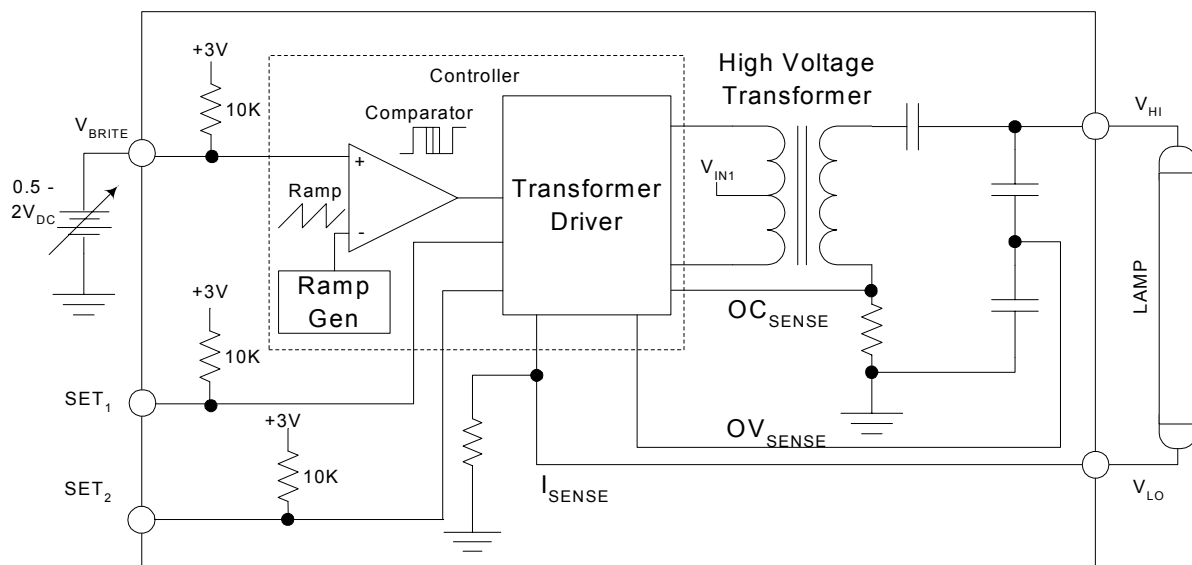 +3V
10K
V_BRITE
0.5 -
2V_DC
Controller
Comparator
+
Ramp
-
Ramp
Gen
Transformer
Driver
High Voltage
Transformer
V_IN1
V_HI
LAMP
OC_SENSE
+3V
10K
SET_1
+3V
10K
SET_2
OV_SENSE
I_SENSE
V_LO